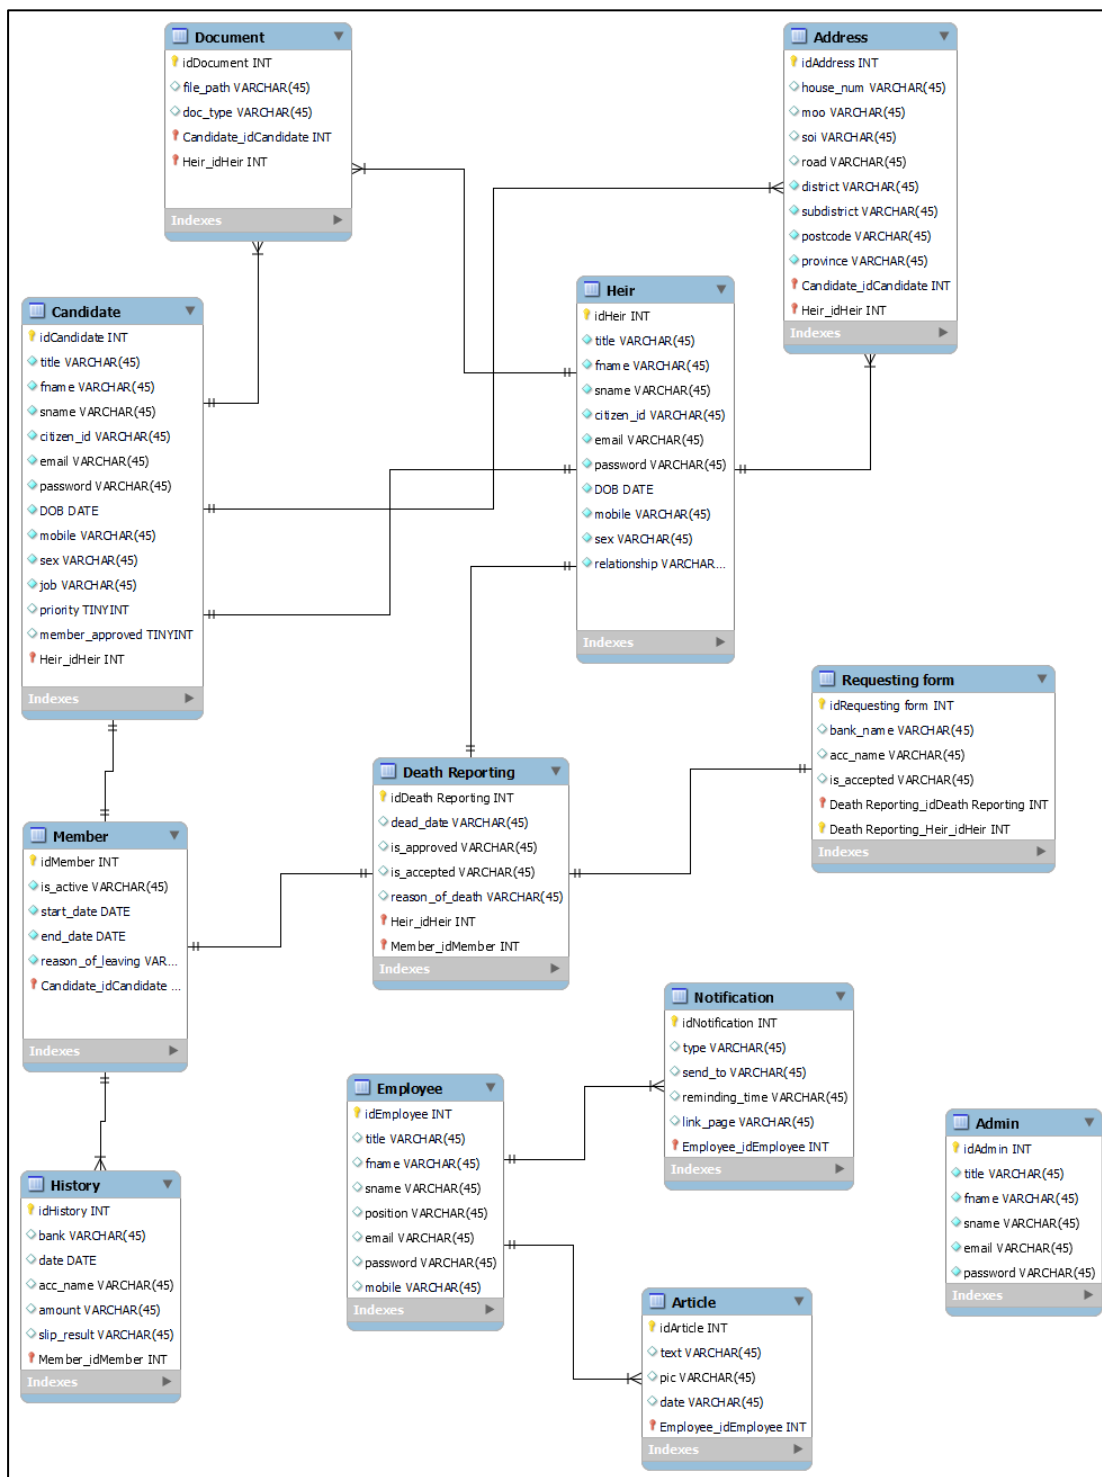 Document
idDocument INT
file_path VARCHAR(45)
doc_type VARCHAR(45)
Candidate_idCandidate INT
Heir_idHeir INT
Indexes
Address
idAddress INT
house_num VARCHAR(45)
moo VARCHAR(45)
soi VARCHAR(45)
road VARCHAR(45)
district VARCHAR(45)
subdistrict VARCHAR(45)
postcode VARCHAR(45)
province VARCHAR(45)
Candidate_idCandidate INT
Heir_idHeir INT
Indexes
Candidate
idCandidate INT
title VARCHAR(45)
fname VARCHAR(45)
sname VARCHAR(45)
citizen_id VARCHAR(45)
email VARCHAR(45)
password VARCHAR(45)
DOB DATE
mobile VARCHAR(45)
sex VARCHAR(45)
job VARCHAR(45)
priority TINYINT
member_approved TINYINT
Heir_idHeir INT
Indexes
Heir
idHeir INT
title VARCHAR(45)
fname VARCHAR(45)
sname VARCHAR(45)
citizen_id VARCHAR(45)
email VARCHAR(45)
password VARCHAR(45)
DOB DATE
mobile VARCHAR(45)
sex VARCHAR(45)
relationship VARCHAR...
Indexes
Requesting form
idRequesting form INT
bank_name VARCHAR(45)
acc_name VARCHAR(45)
is_accepted VARCHAR(45)
Death Reporting_idDeath Reporting INT
Death Reporting_Heir_idHeir INT
Indexes
Death Reporting
idDeath Reporting INT
dead_date VARCHAR(45)
is_approved VARCHAR(45)
is_accepted VARCHAR(45)
reason_of_death VARCHAR(45)
Heir_idHeir INT
Member_idMember INT
Indexes
Member
idMember INT
is_active VARCHAR(45)
start_date DATE
end_date DATE
reason_of_leaving VAR...
Candidate_idCandidate ...
Indexes
Notification
idNotification INT
type VARCHAR(45)
send_to VARCHAR(45)
reminding_time VARCHAR(45)
link_page VARCHAR(45)
Employee_idEmployee INT
Indexes
Employee
idEmployee INT
title VARCHAR(45)
fname VARCHAR(45)
sname VARCHAR(45)
position VARCHAR(45)
email VARCHAR(45)
password VARCHAR(45)
mobile VARCHAR(45)
Indexes
Admin
idAdmin INT
title VARCHAR(45)
fname VARCHAR(45)
sname VARCHAR(45)
email VARCHAR(45)
password VARCHAR(45)
Indexes
History
idHistory INT
bank VARCHAR(45)
date DATE
acc_name VARCHAR(45)
amount VARCHAR(45)
slip_result VARCHAR(45)
Member_idMember INT
Indexes
Article
idArticle INT
text VARCHAR(45)
pic VARCHAR(45)
date VARCHAR(45)
Employee_idEmployee INT
Indexes